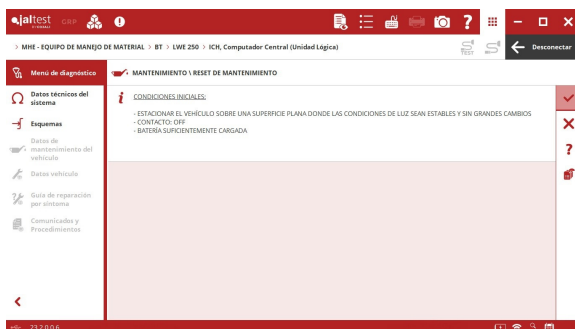 jaltest GRP
> MHE - EQUIPO DE MANEJO DE MATERIAL > BT > LWE 250 > ICH, Computador Central (Unidad Lógica)
TEST
Desconectar
Menú de diagnóstico
MANTENIMIENTO \ RESET DE MANTENIMIENTO
Datos técnicos del
sistema
Esquemas
Datos de
mantenimiento del
vehículo
Datos vehículo
Guía de reparación
por síntoma
Comunicados y
Procedimientos
CONDICIONES INICIALES:
- ESTACIONAR EL VEHÍCULO SOBRE UNA SUPERFICIE PLANA DONDE LAS CONDICIONES DE LUZ SEAN ESTABLES Y SIN GRANDES CAMBIOS
- CONTACTO: OFF
- BATERÍA SUFICIENTEMENTE CARGADA
23.2.0.0.6